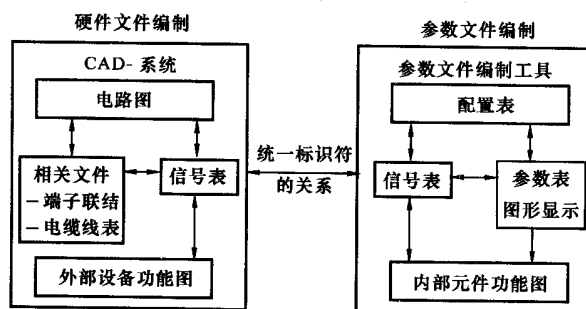 硬件文件编制
CAD-系统
电路图
相关文件
–端子联结
–电缆线表
信号表
外部设备功能图
统一标识符
的关系
参数文件编制
参数文件编制工具
配置表
信号表
参数表
图形显示
内部元件功能图